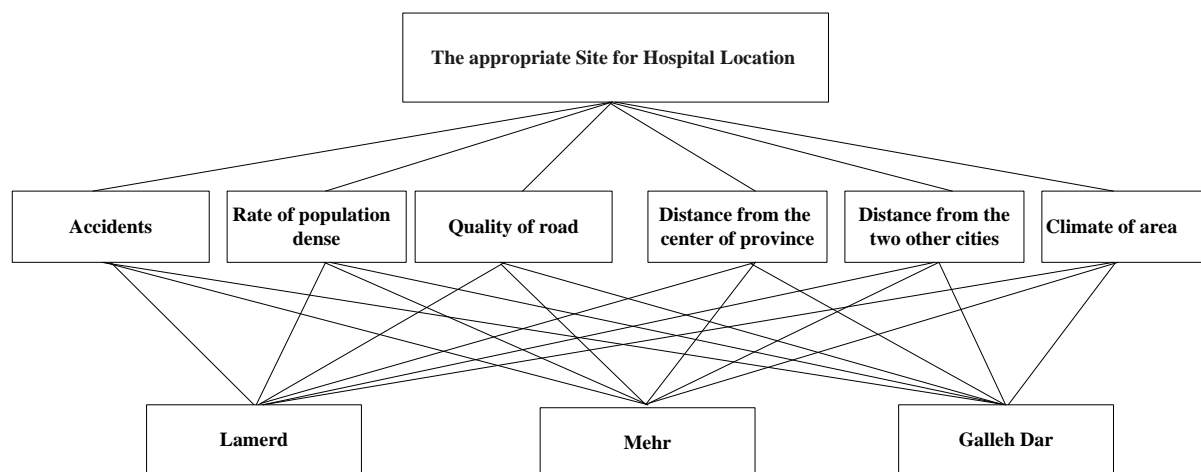 The appropriate Site for Hospital Location
Accidents
Rate of population
dense
Quality of road
Distance from the
center of province
Distance from the
two other cities
Climate of area
Lamerd
Mehr
Galleh Dar